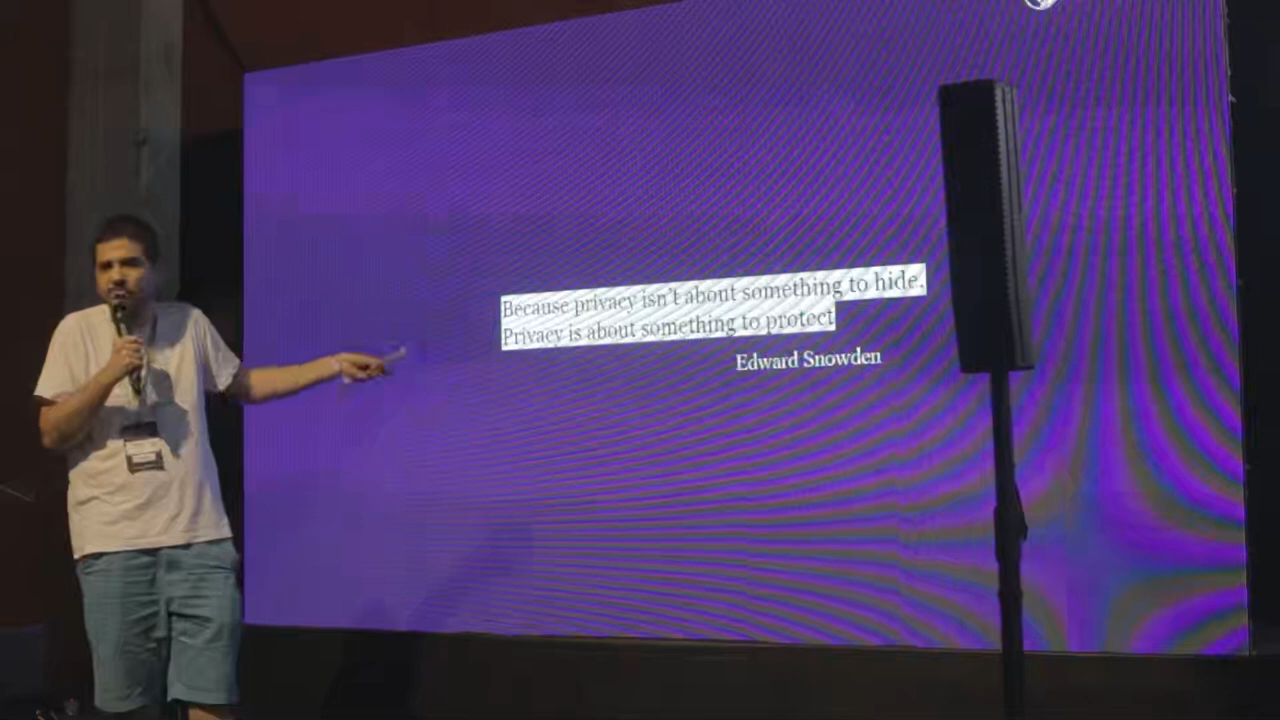 Because privacy isn't about something to hide.
Privacy is about something to protect
Edward Snowden